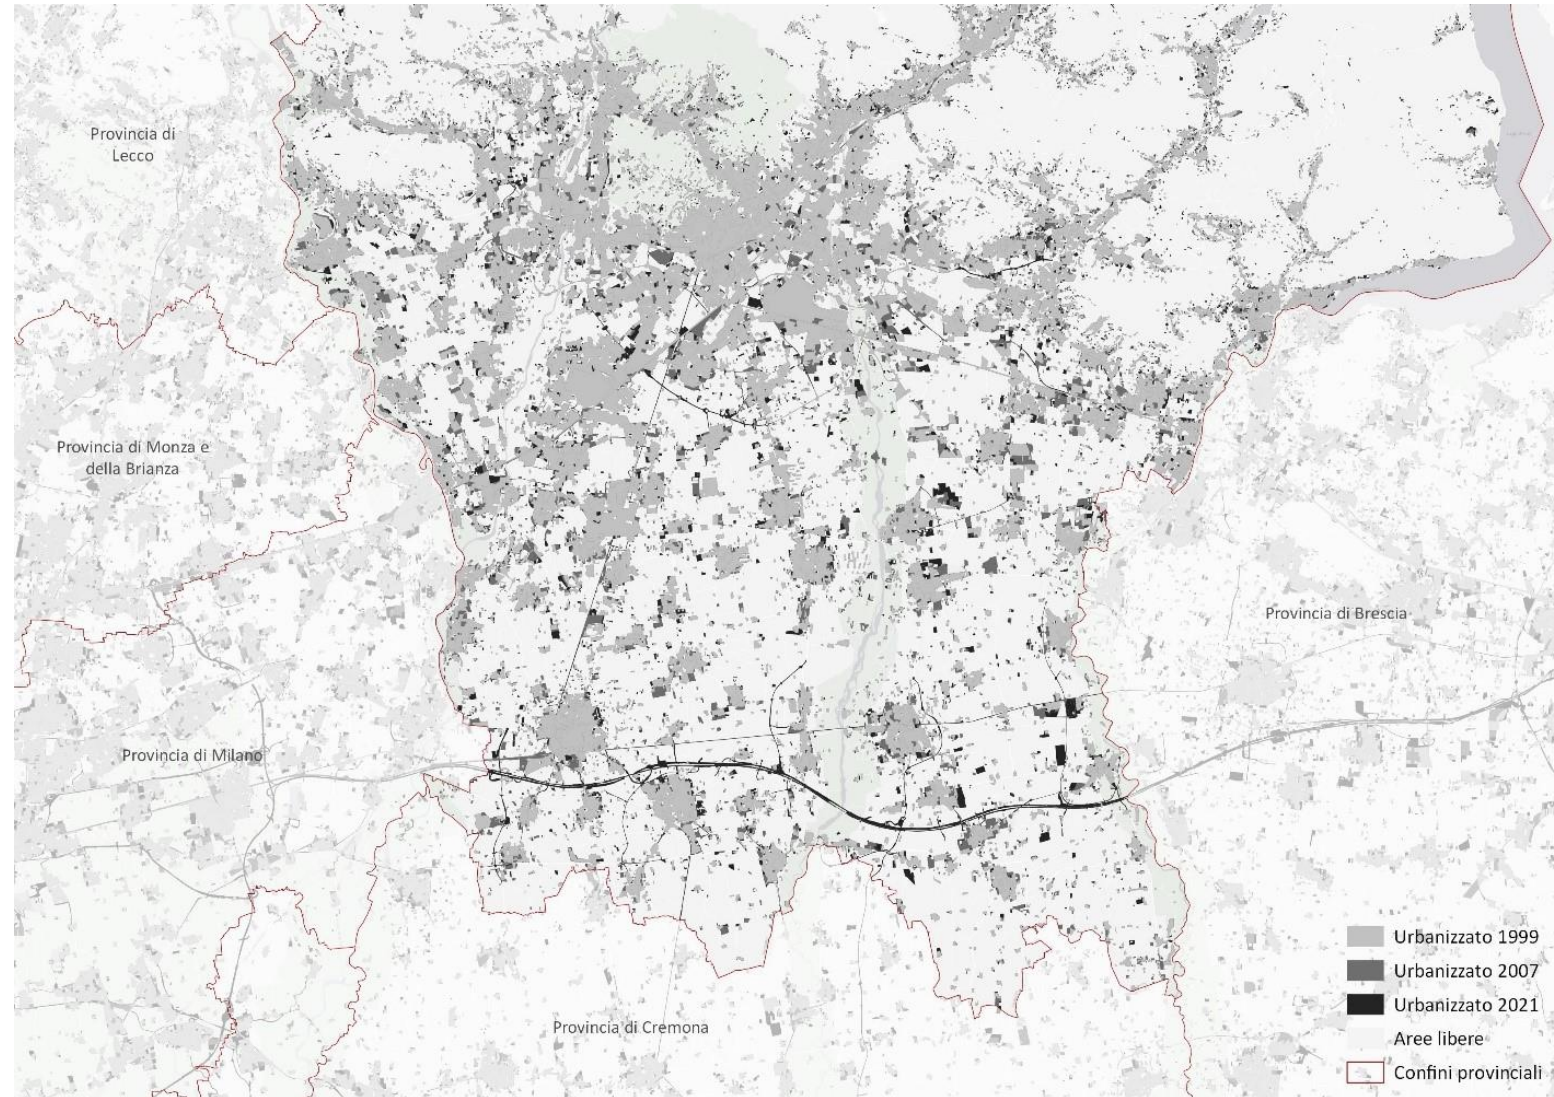 Provincia di
Lecco
Provincia di Monza e
della Brianza
Provincia di Brescia
Provincia di Milano
Provincia di Cremona
Urbanizzato 1999
Urbanizzato 2007
Urbanizzato 2021
Aree libere
Confini provinciali